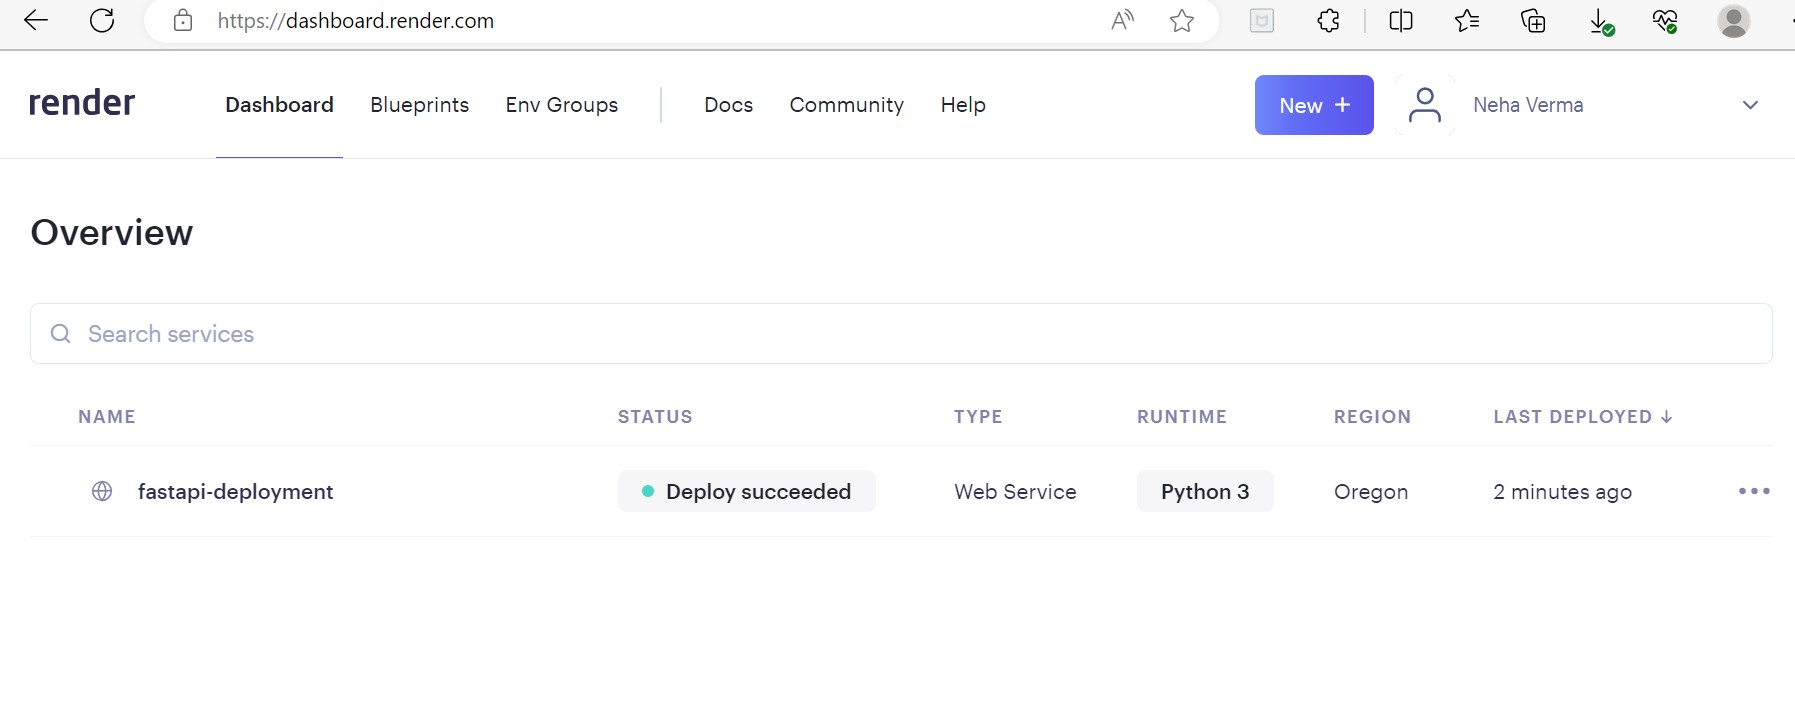 https://dashboard.render.com
render Dashboard Blueprints Env Groups Docs Community Help New + Neha Verma
Overview
Search services
NAME STATUS TYPE RUNTIME REGION LAST DEPLOYED ↓
fastapi-deployment Deploy succeeded Web Service Python 3 Oregon 2 minutes ago